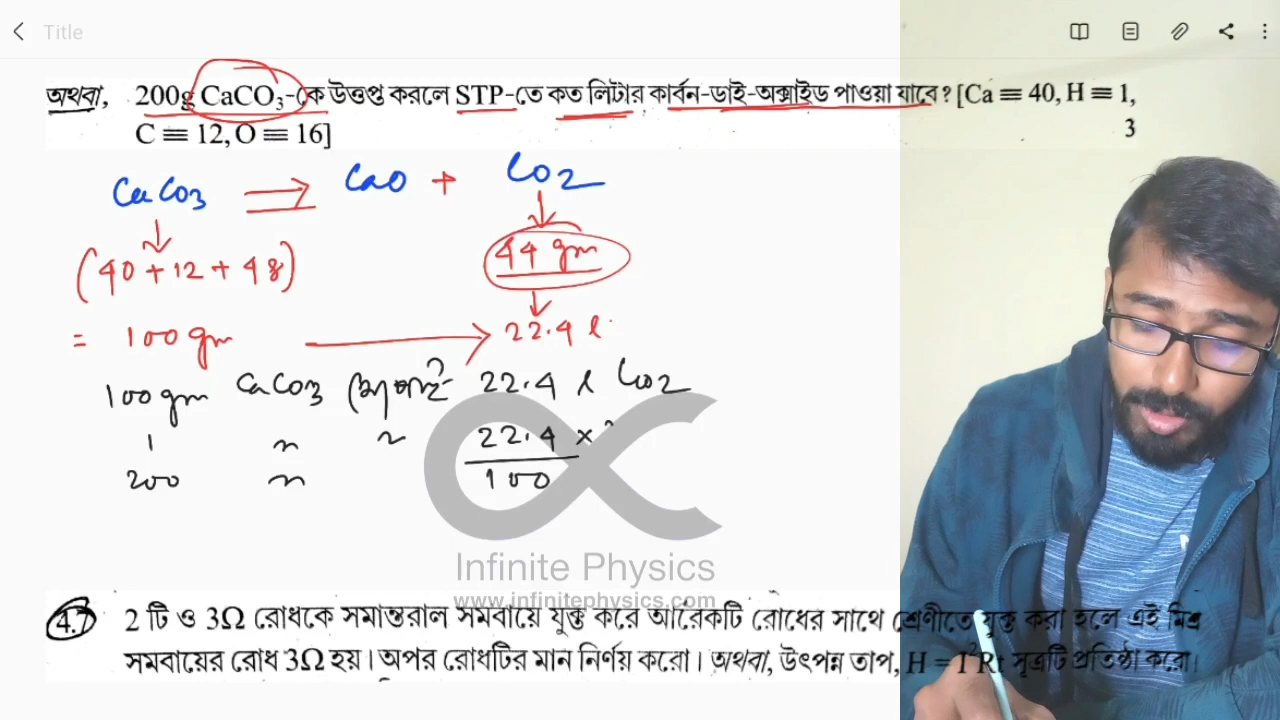 Title
অথবা, 200g CaCO₃-কে উত্তপ্ত করলে STP-তে কত লিটার কার্বন-ডাই-অক্সাইড পাওয়া যাবে? [Ca ≡ 40, H ≡ 1,
C ≡ 12, O ≡ 16]
3
CaCO3 ⇒ CaO + CO2
(40 + 12 + 48) 44 gm
= 100 gm → 22.4 l
100 gm CaCO3 22.4 l CO2
1 " " 22.4 ×
200 " 100
Infinite Physics
www.infinitephysics.com
4.7 2 টি ও 3Ω রোধকে সমান্তরাল সমবায়ে যুক্ত করে আরেকটি রোধের সাথে শ্রেণীতে যুক্ত করা হলে এই মিশ্র
সমবায়ের রোধ 3Ω হয়। অপর রোধটির মান নির্ণয় করো। অথবা, উৎপন্ন তাপ, H = I²Rt সূত্রটি প্রতিষ্ঠা করো।